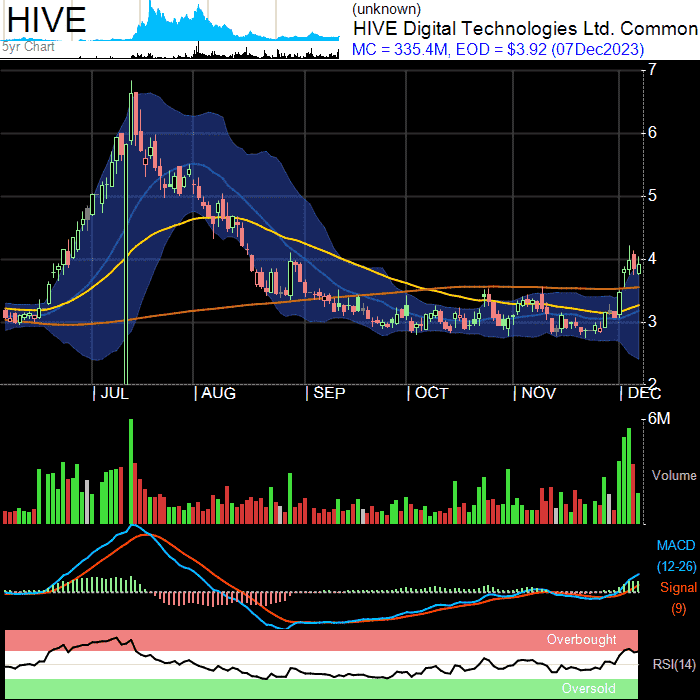 HIVE
5yr Chart
(unknown)
HIVE Digital Technologies Ltd. Common
MC = 335.4M, EOD = $3.92 (07Dec2023)
7
6
5
4
3
2
JUL AUG SEP OCT NOV DEC
6M
Volume
MACD
(12-26)
Signal
(9)
Overbought
RSI(14)
Oversold